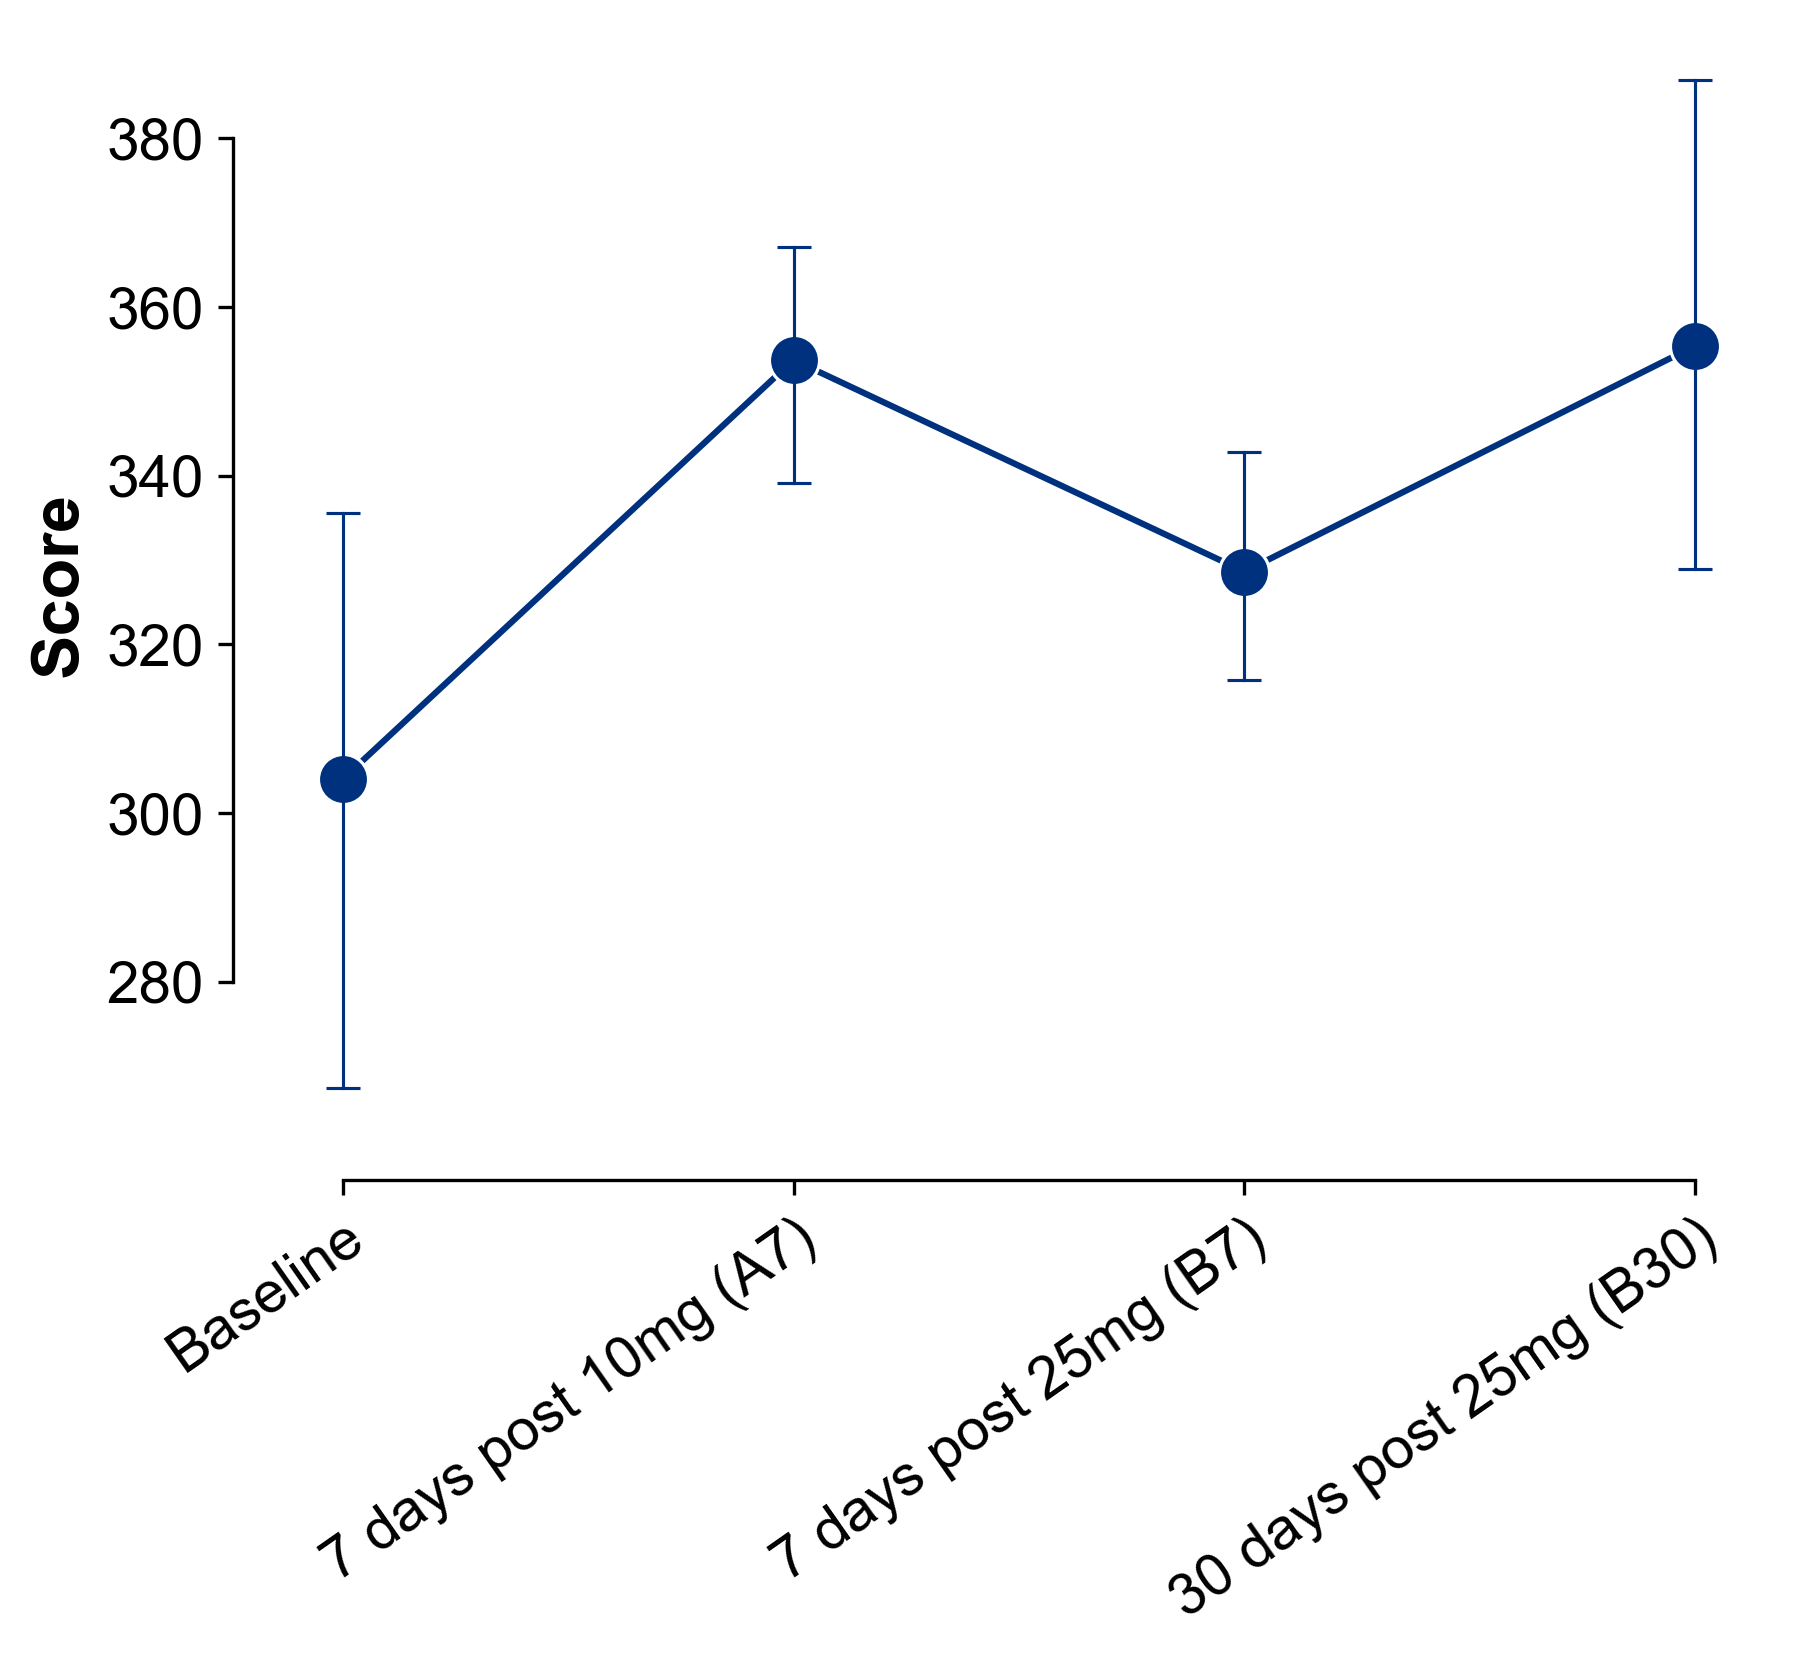 Score
380
360
340
320
300
280
Baseline
7 days post 10mg (A7)
7 days post 25mg (B7)
30 days post 25mg (B30)